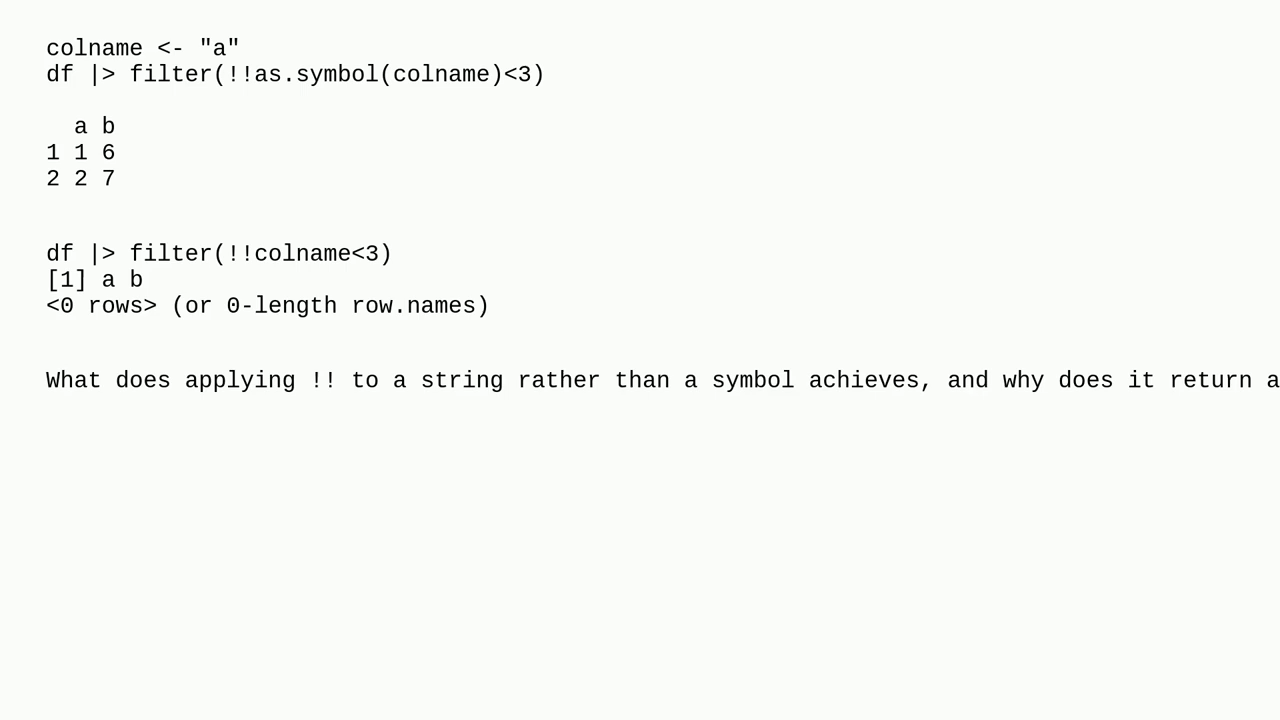 colname <- "a"
df |> filter(!!as.symbol(colname)<3)
  a b
1 1 6
2 2 7
df |> filter(!!colname<3)
[1] a b
<0 rows> (or 0-length row.names)
What does applying !! to a string rather than a symbol achieves, and why does it return a